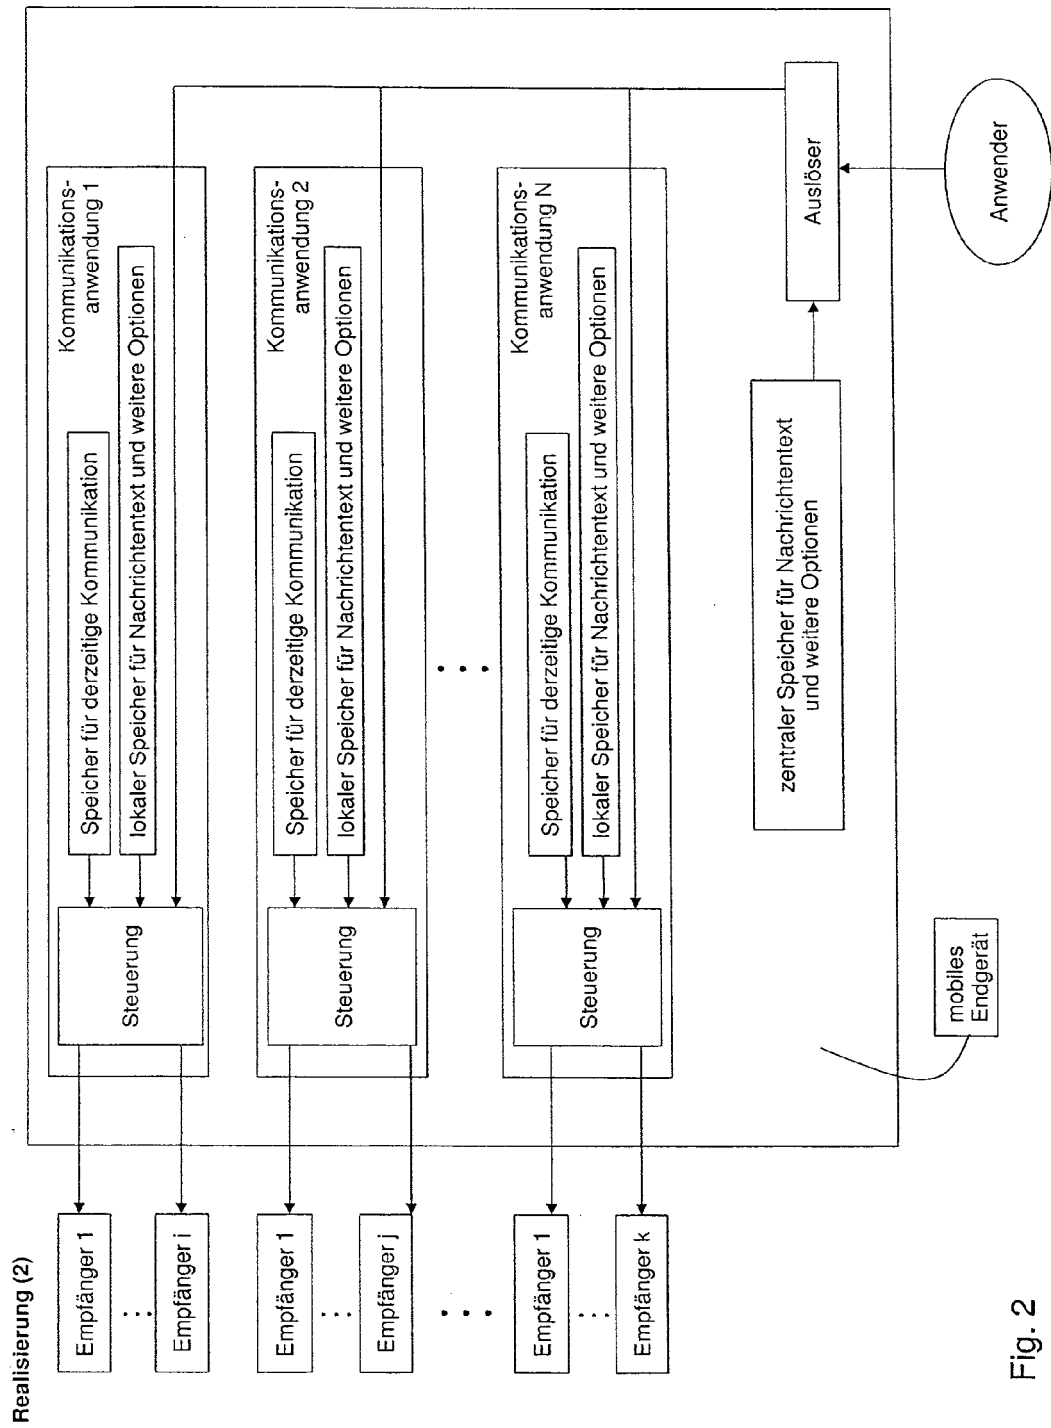 Realisierung (2)
Empfänger 1
...
Empfänger i
Empfänger 1
...
Empfänger j
...
Empfänger 1
...
Empfänger k
Kommunikations-
anwendung 1
Speicher für derzeitige Kommunikation
lokaler Speicher für Nachrichtentext und weitere Optionen
Steuerung
Kommunikations-
anwendung 2
Speicher für derzeitige Kommunikation
lokaler Speicher für Nachrichtentext und weitere Optionen
Steuerung
...
Kommunikations-
anwendung N
Speicher für derzeitige Kommunikation
lokaler Speicher für Nachrichtentext und weitere Optionen
Steuerung
zentraler Speicher für Nachrichtentext
und weitere Optionen
Auslöser
Anwender
mobiles
Endgerät
Fig. 2